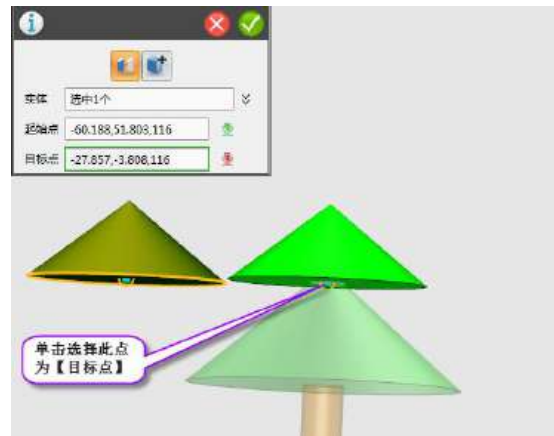 实体 选中1个
起始点 -60.188,51.803,116
目标点 -27.857,-3.808,116
单击选择此点
为【目标点】